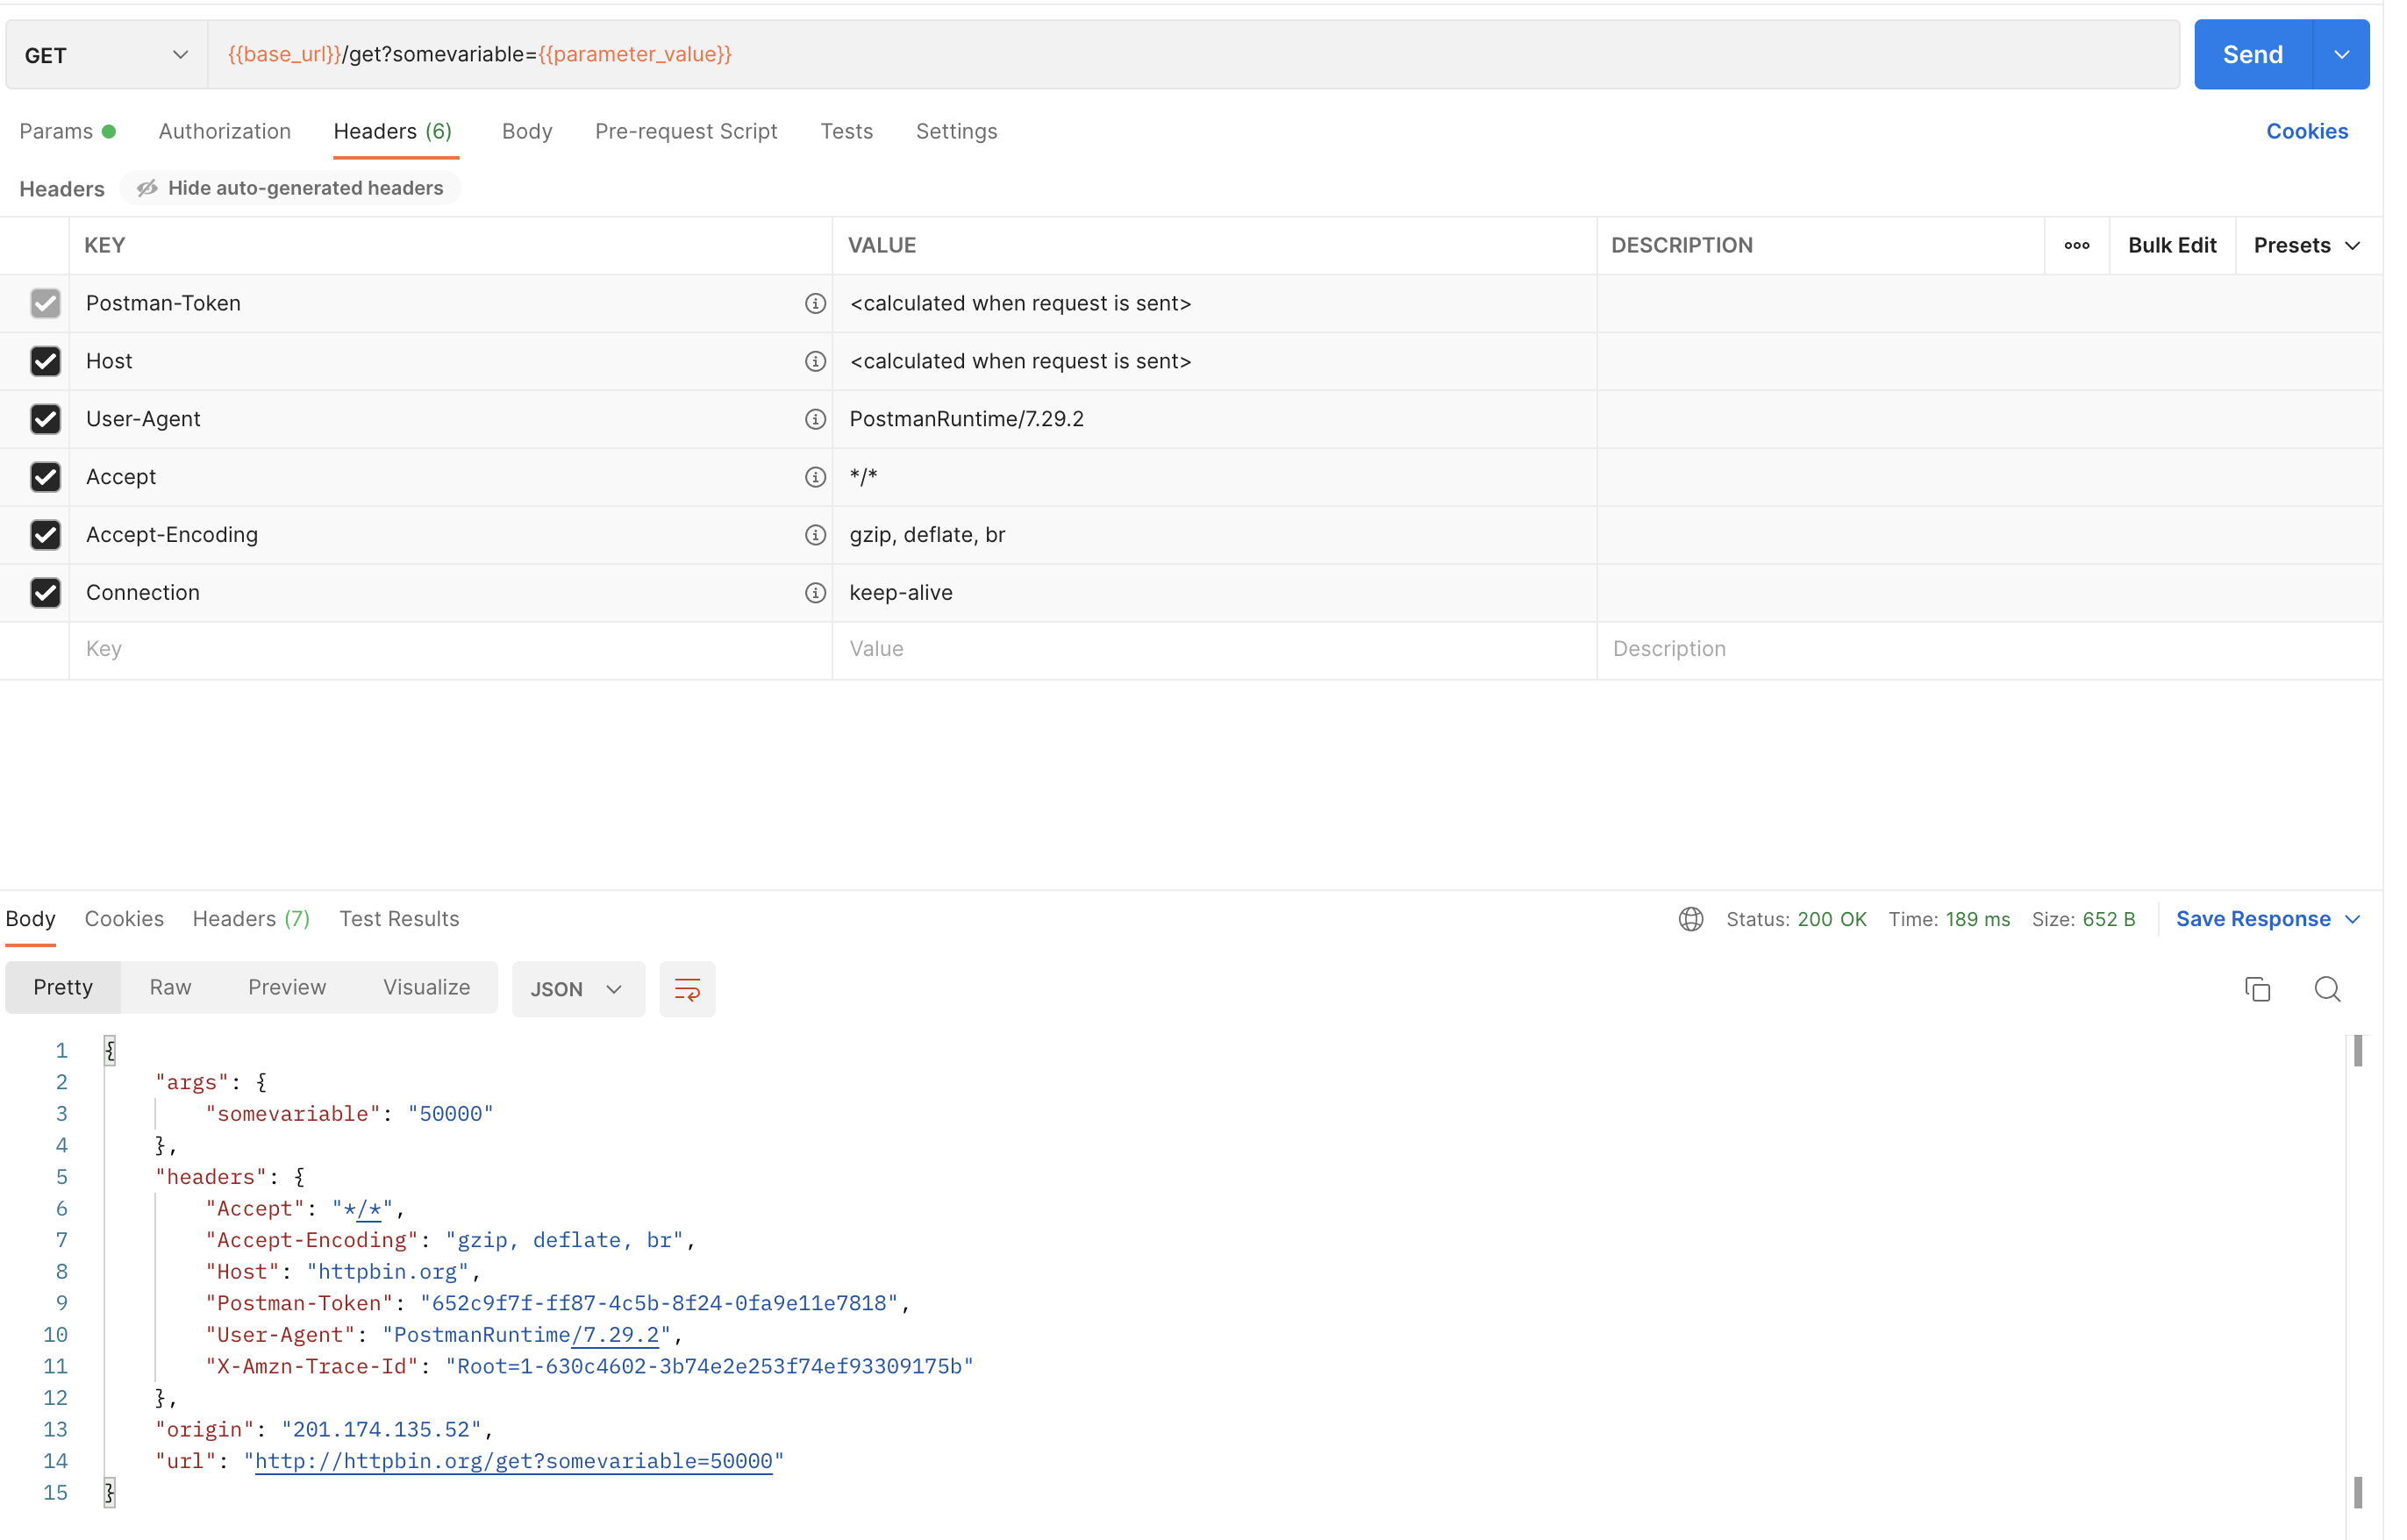 GET {{base_url}}/get?somevariable={{parameter_value}} Send
Params Authorization Headers (6) Body Pre-request Script Tests Settings Cookies
Headers Hide auto-generated headers
KEY VALUE DESCRIPTION Bulk Edit Presets
Postman-Token <calculated when request is sent>
Host <calculated when request is sent>
User-Agent PostmanRuntime/7.29.2
Accept */*
Accept-Encoding gzip, deflate, br
Connection keep-alive
Key Value Description
Body Cookies Headers (7) Test Results Status: 200 OK Time: 189 ms Size: 652 B Save Response
Pretty Raw Preview Visualize JSON
1 {
2 "args": {
3 "somevariable": "50000"
4 },
5 "headers": {
6 "Accept": "*/*",
7 "Accept-Encoding": "gzip, deflate, br",
8 "Host": "httpbin.org",
9 "Postman-Token": "652c9f7f-ff87-4c5b-8f24-0fa9e11e7818",
10 "User-Agent": "PostmanRuntime/7.29.2",
11 "X-Amzn-Trace-Id": "Root=1-630c4602-3b74e2e253f74ef93309175b"
12 },
13 "origin": "201.174.135.52",
14 "url": "http://httpbin.org/get?somevariable=50000"
15 }